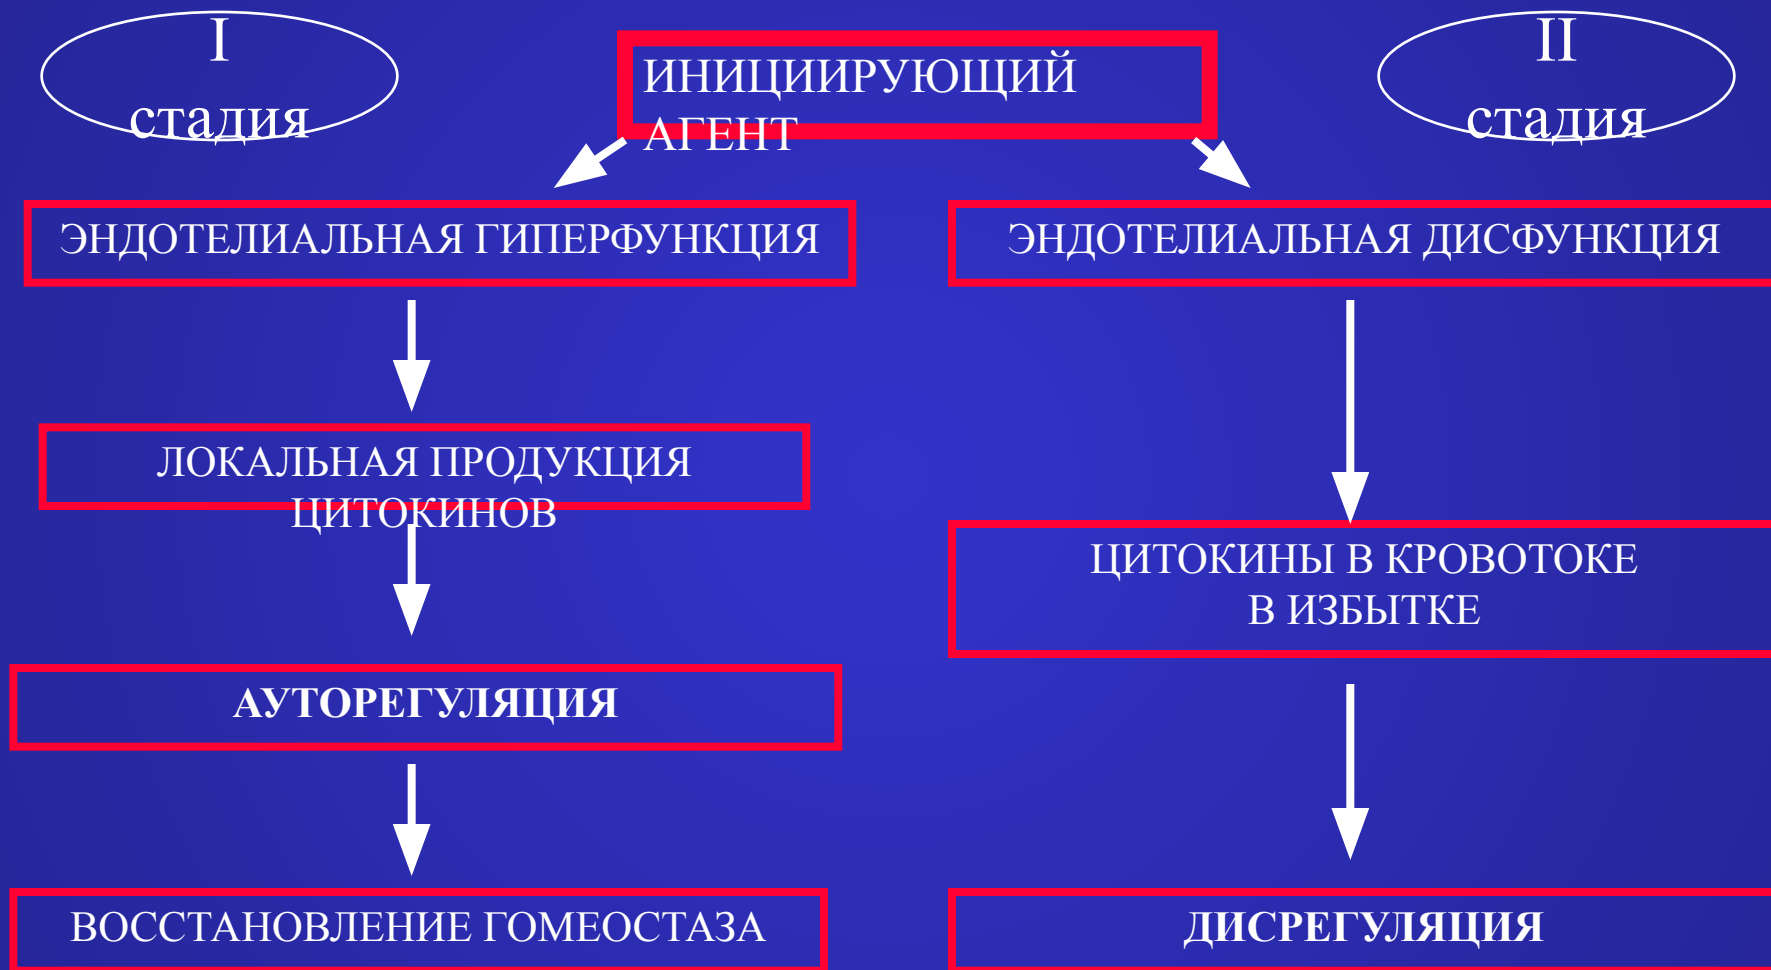 I
стадия
ИНИЦИИРУЮЩИЙ
АГЕНТ
II
стадия
ЭНДОТЕЛИАЛЬНАЯ ГИПЕРФУНКЦИЯ
ЭНДОТЕЛИАЛЬНАЯ ДИСФУНКЦИЯ
ЛОКАЛЬНАЯ ПРОДУКЦИЯ
ЦИТОКИНОВ
ЦИТОКИНЫ В КРОВОТОКЕ
В ИЗБЫТКЕ
АУТОРЕГУЛЯЦИЯ
ВОССТАНОВЛЕНИЕ ГОМЕОСТАЗА
ДИСРЕГУЛЯЦИЯ